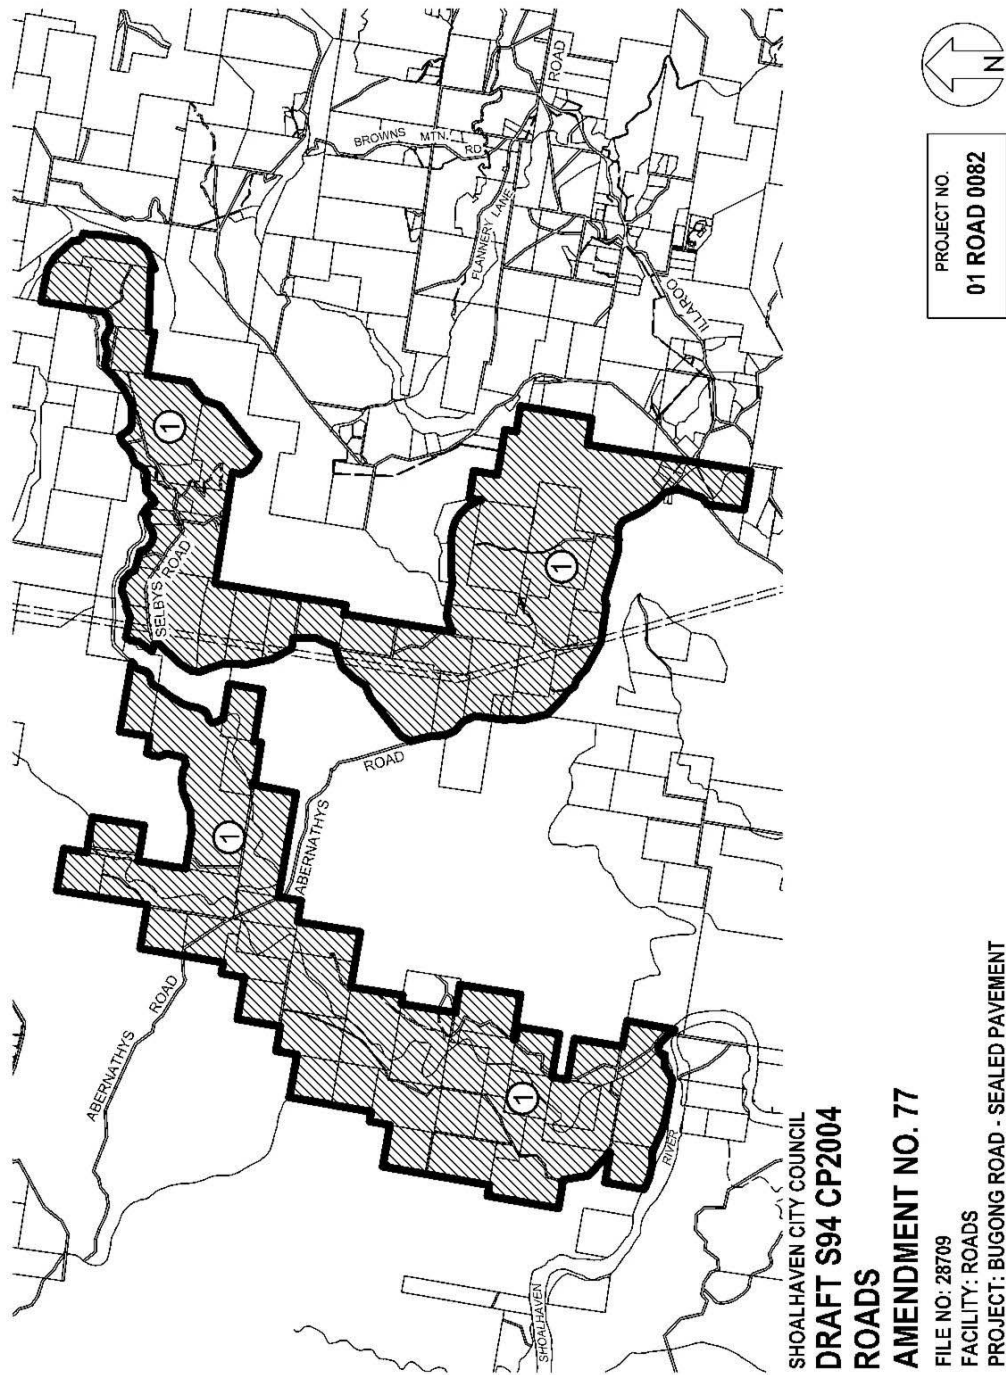 BROWNS MTN. RD
ROAD
FLANNERY LANE
ILLAROO
1
SELBYS
ROAD
1
ABERNATHYS
ROAD
1
ABERNATHYS
ROAD
1
RIVER
SHOALHAVEN
SHOALHAVEN CITY COUNCIL
DRAFT S94 CP2004
ROADS
AMENDMENT NO. 77
FILE NO: 28709
FACILITY: ROADS
PROJECT: BUGONG ROAD - SEALED PAVEMENT
PROJECT NO.
01 ROAD 0082
N